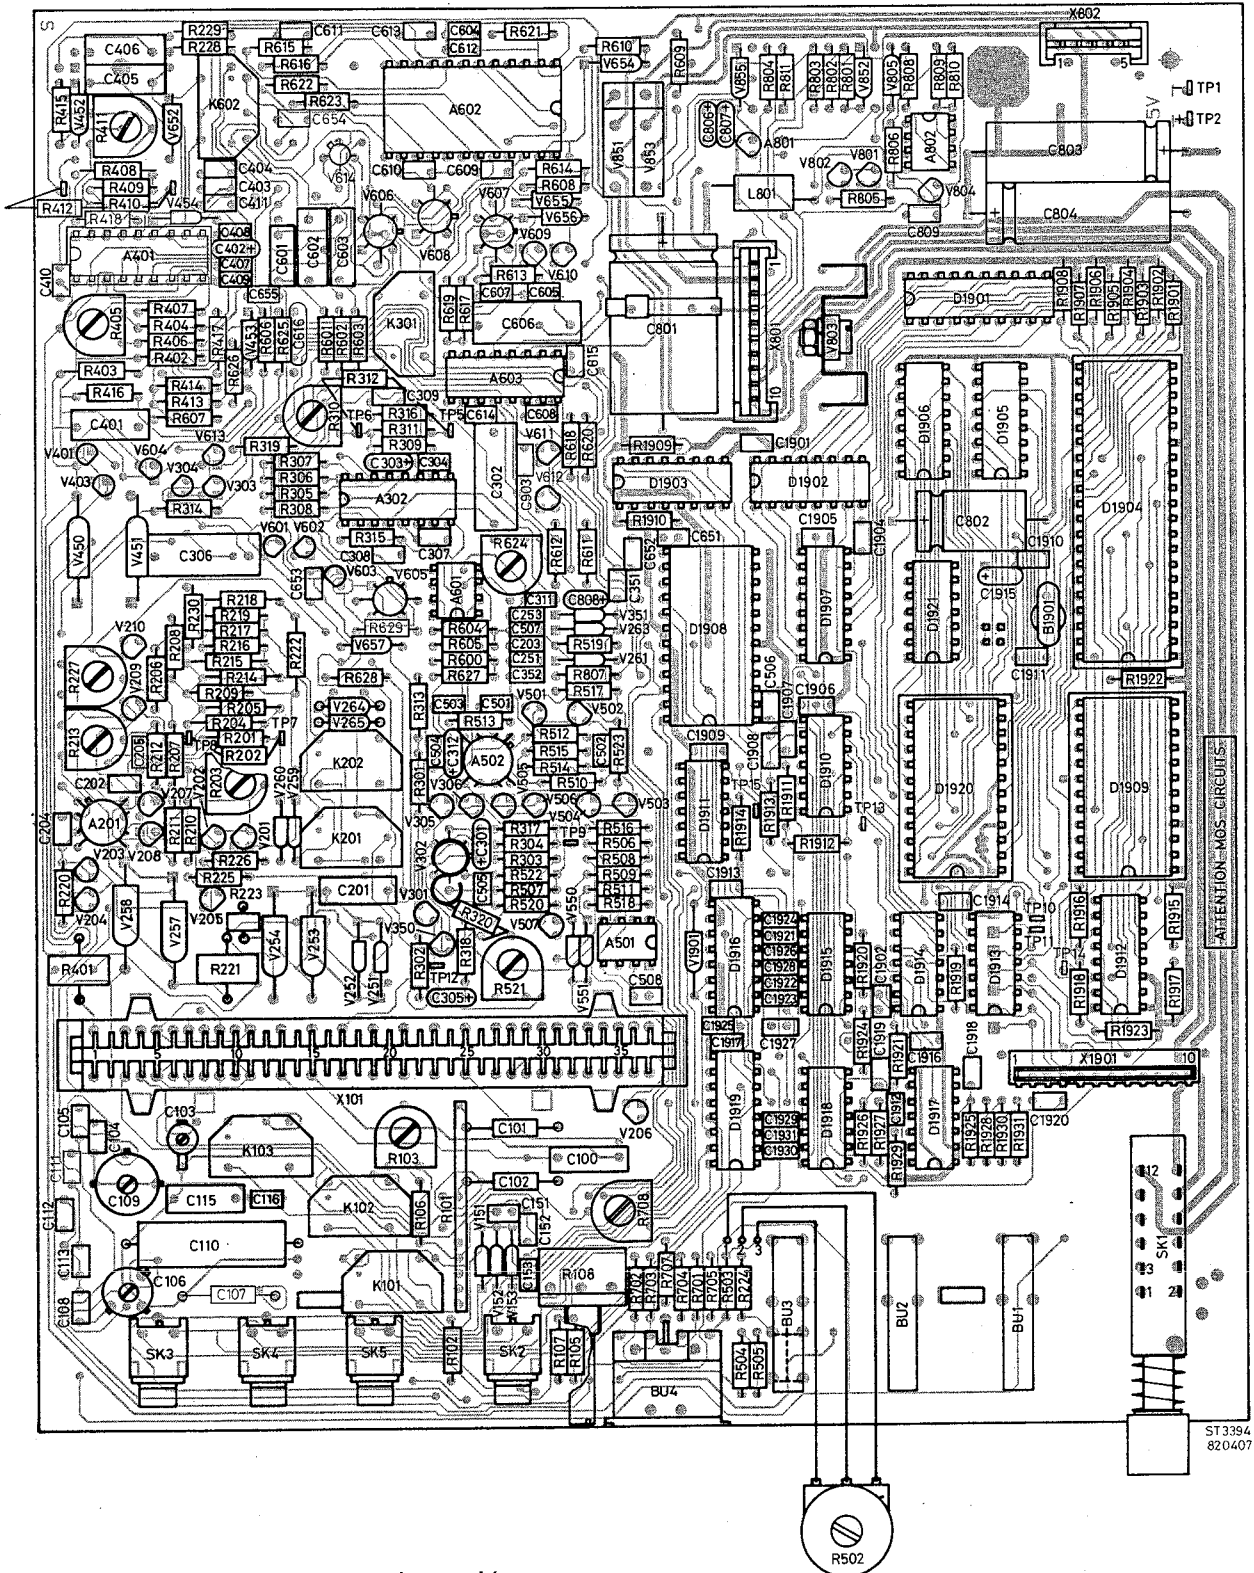 S
R229
R228
C611
C613
C604
C612
R621
X802
C406
C405
R615
R616
R622
R623
C654
R610
V654
R609
V855
R804
R811
R803
R802
R801
V852
V805
R808
R809
R810
1
5
TP1
TP2
5V
R415
V452
R411
V652
K602
A602
V851
V853
C806+
C807+
A801
R806
A802
C803
R408
R409
R410
R412
R418
V454
C404
C403
C411
V614
C610
C609
R614
R608
V655
V656
L801
V802
V801
R805
V804
C809
C804
V606
V608
V607
V609
V610
A401
C410
C408
C402+
C407
C409
C655
C601
C602
C603
R613
C607
C605
C606
R619
R617
K301
C801
X801
1
10
V803
D1901
R1908
R1907
R1906
R1905
R1904
R1903
R1902
R1901
R405
R407
R404
R406
R402
R417
V453
R606
R625
C616
R601
R602
R603
R626
A603
C615
R403
R416
R414
R413
R607
C401
R312
C309
R310
TP6
R316
R311
R309
TP5
C614
C608
D1906
D1905
D1904
V401
V403
V604
V304
V613
V303
R314
R319
R307
R306
R305
R308
C303+
C304
A302
C302
C903
V611
V612
R618
R620
R1909
C1901
D1903
D1902
V450
V451
C306
V601
V602
R315
C308
C307
R624
R612
R611
R1910
C652
C651
C1905
C1904
C802
C1910
C653
V603
V605
A601
C351
C311
C808+
D1908
D1907
D1921
C1915
B1901
C1911
R230
R218
R219
R217
R216
R215
R214
R209
R205
R204
R201
R202
R208
R206
R222
V210
V209
R227
R213
R629
V657
R604
R605
R600
R627
C253
C507
C203
C251
C352
V351
V263
R519
V261
R807
R517
R628
R313
V264
V265
C503
C501
R513
V501
V502
C506
C1907
C1906
R1922
C206
R212
R207
TP8
TP7
K202
C504
C312
A502
R512
R515
R514
R510
C502
R523
C1909
C1908
D1910
D1920
D1909
ATTENTION MOS-CIRCUITS
C202
V207
V202
R203
V260
V259
R301
V306
V305
V505
V506
V504
V503
D1911
TP15
R1914
R1913
R1911
TP13
C204
A201
V208
R211
R210
V201
K201
V302
C301
R317
R304
R303
R522
R507
R520
TP9
R516
R506
R508
R509
R511
R518
R1912
V203
R220
V204
R226
R225
V205
R223
C201
V301
C505
R320
V507
V550
C1913
C1914
V258
V257
R401
R221
V254
V253
V252
V251
V350
R302
TP12
R318
C305+
R521
V551
A501
C508
V1901
D1916
C1924
C1921
C1926
C1928
C1922
C1923
D1915
R1920
C1902
D1914
R1919
D1913
TP10
TP11
R1916
R1918
D1912
R1915
R1917
1
5
10
15
20
25
30
35
X101
C1925
C1917
C1927
R1924
C1919
R1921
C1916
C1918
R1923
X1901
10
C105
C104
C103
K103
R103
C101
C100
V206
D1919
C1929
C1931
C1930
D1918
R1926
R1927
C1912
D1917
R1929
R1925
R1928
R1930
R1931
C1920
C111
C109
C115
C116
K102
R106
R101
C102
V151
C151
C152
R708
C112
C110
C113
C106
C107
C108
K101
C153
V152
V153
R108
R702
R703
R707
R704
R701
R705
R503
R224
2
3
BU3
BU2
BU1
12
SK1
3
1
2
SK3
SK4
SK5
R102
SK2
R107
R105
BU4
R504
R505
ST3394
820407
R502